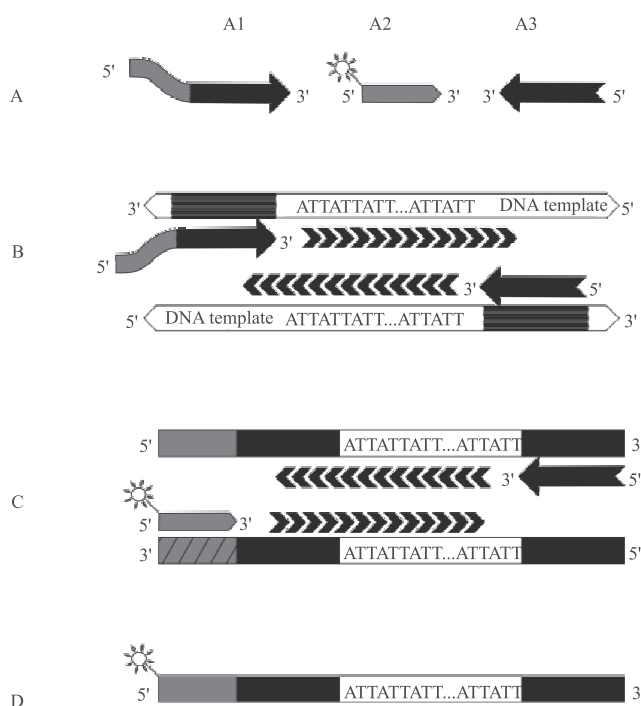 A1 A2 A3
5'
A 3' 5' 3' 3' 5'
3' ATTATTATT...ATTATT DNA template 5'
B 3'
5'
3' 5'
5' DNA template ATTATTATT...ATTATT 3'
5' ATTATTATT...ATTATT 3
3' 5'
C
5' 3'
3' ATTATTATT...ATTATT 5'
5' ATTATTATT...ATTATT 3
D